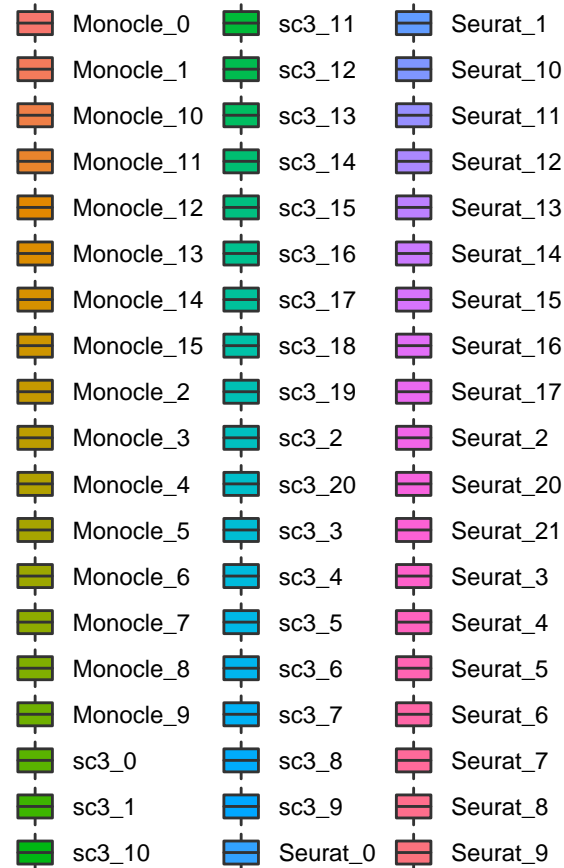 Monocle_0
Monocle_1
Monocle_10
Monocle_11
Monocle_12
Monocle_13
Monocle_14
Monocle_15
Monocle_2
Monocle_3
Monocle_4
Monocle_5
Monocle_6
Monocle_7
Monocle_8
Monocle_9
sc3_0
sc3_1
sc3_10
sc3_11
sc3_12
sc3_13
sc3_14
sc3_15
sc3_16
sc3_17
sc3_18
sc3_19
sc3_2
sc3_20
sc3_3
sc3_4
sc3_5
sc3_6
sc3_7
sc3_8
sc3_9
Seurat_0
Seurat_1
Seurat_10
Seurat_11
Seurat_12
Seurat_13
Seurat_14
Seurat_15
Seurat_16
Seurat_17
Seurat_2
Seurat_20
Seurat_21
Seurat_3
Seurat_4
Seurat_5
Seurat_6
Seurat_7
Seurat_8
Seurat_9